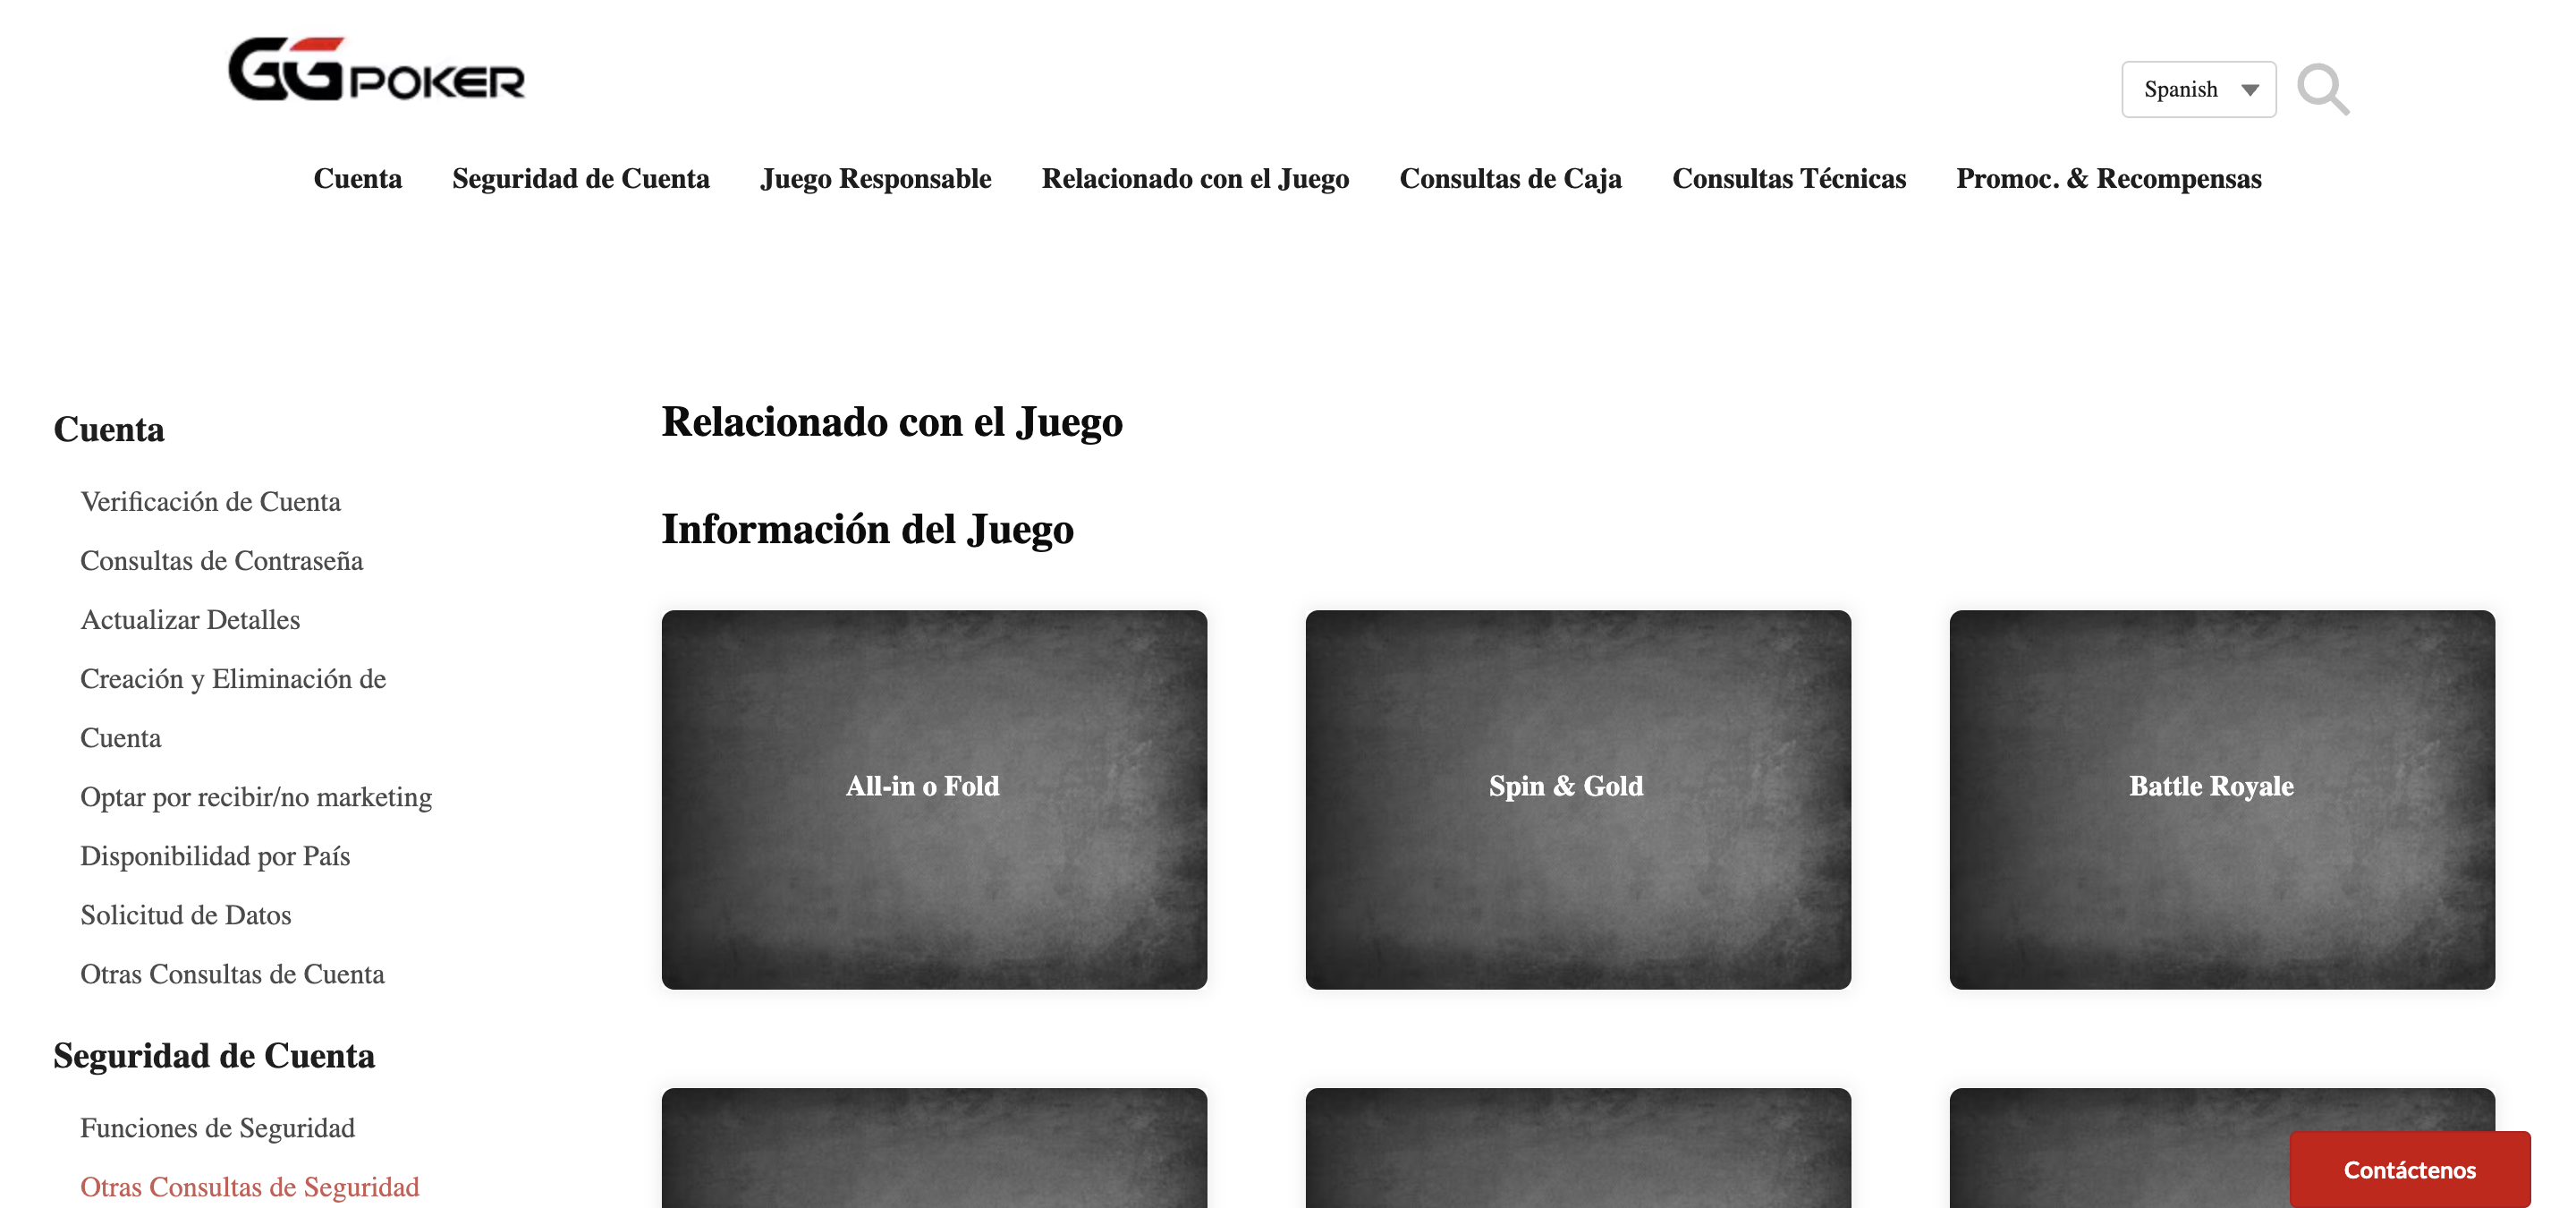 GGPOKER
Spanish
Cuenta
Seguridad de Cuenta
Juego Responsable
Relacionado con el Juego
Consultas de Caja
Consultas Técnicas
Promoc. & Recompensas
Cuenta
Verificación de Cuenta
Consultas de Contraseña
Actualizar Detalles
Creación y Eliminación de
Cuenta
Optar por recibir/no marketing
Disponibilidad por País
Solicitud de Datos
Otras Consultas de Cuenta
Seguridad de Cuenta
Funciones de Seguridad
Otras Consultas de Seguridad
Relacionado con el Juego
Información del Juego
All-in o Fold
Spin & Gold
Battle Royale
Contáctenos